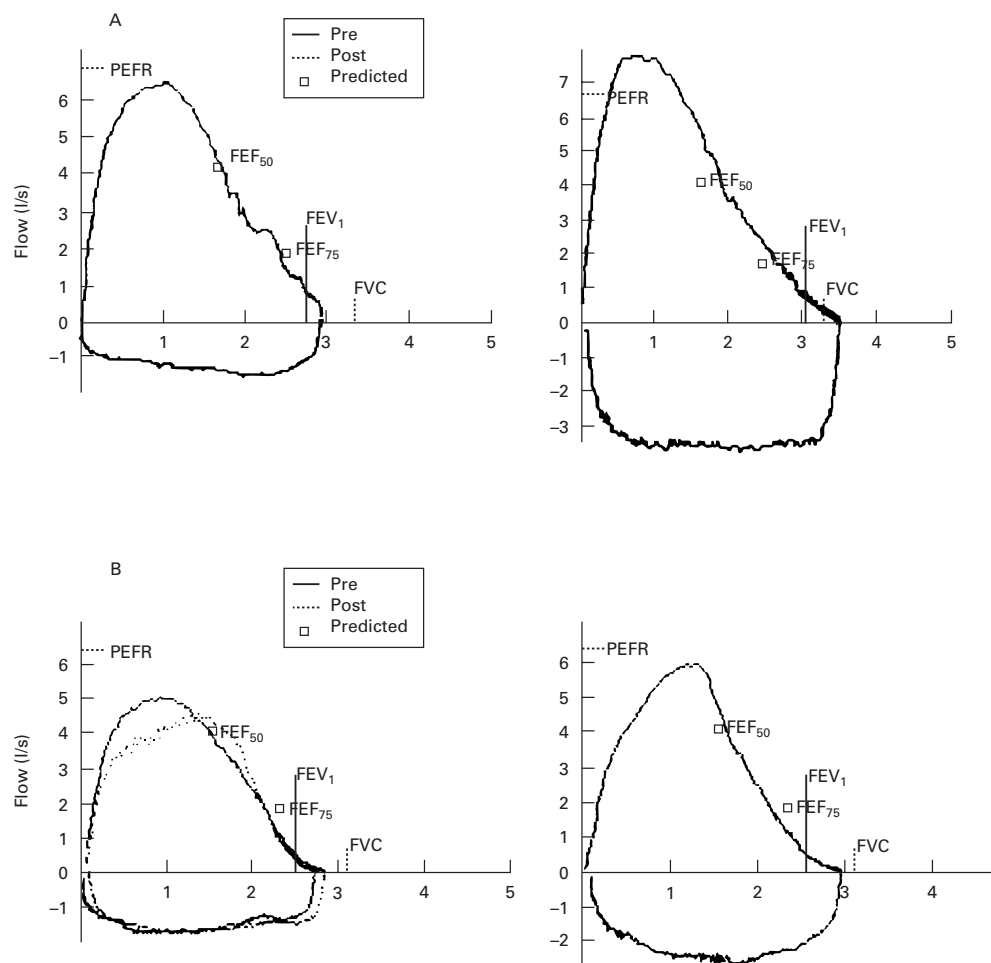 A
Pre
Post
Predicted
PEFR
6
5
4
3
2
1
0
–1
Flow (l/s)
FEF50
FEV1
FEF75
FVC
1 2 3 4 5
7
6
5
4
3
2
1
0
–1
–2
–3
PEFR
FEF50
FEV1
FEF75
FVC
1 2 3 4 5
B
Pre
Post
Predicted
PEFR
6
5
4
3
2
1
0
–1
Flow (l/s)
FEF50
FEV1
FEF75
FVC
1 2 3 4 5
PEFR
6
5
4
3
2
1
0
–1
–2
FEF50
FEV1
FEF75
FVC
1 2 3 4